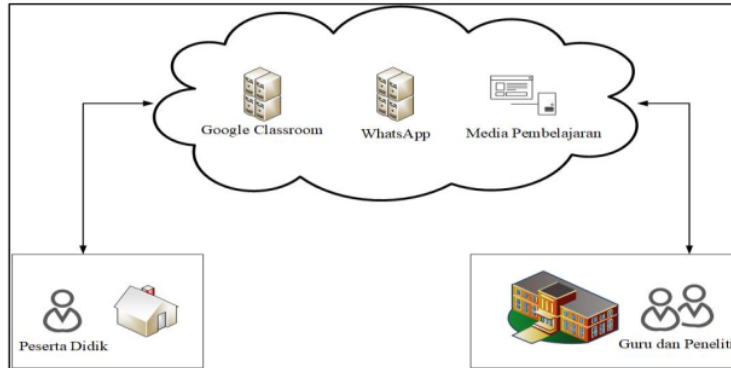 Google Classroom
WhatsApp
Media Pembelajaran
Peserta Didik
Guru dan Peneliti